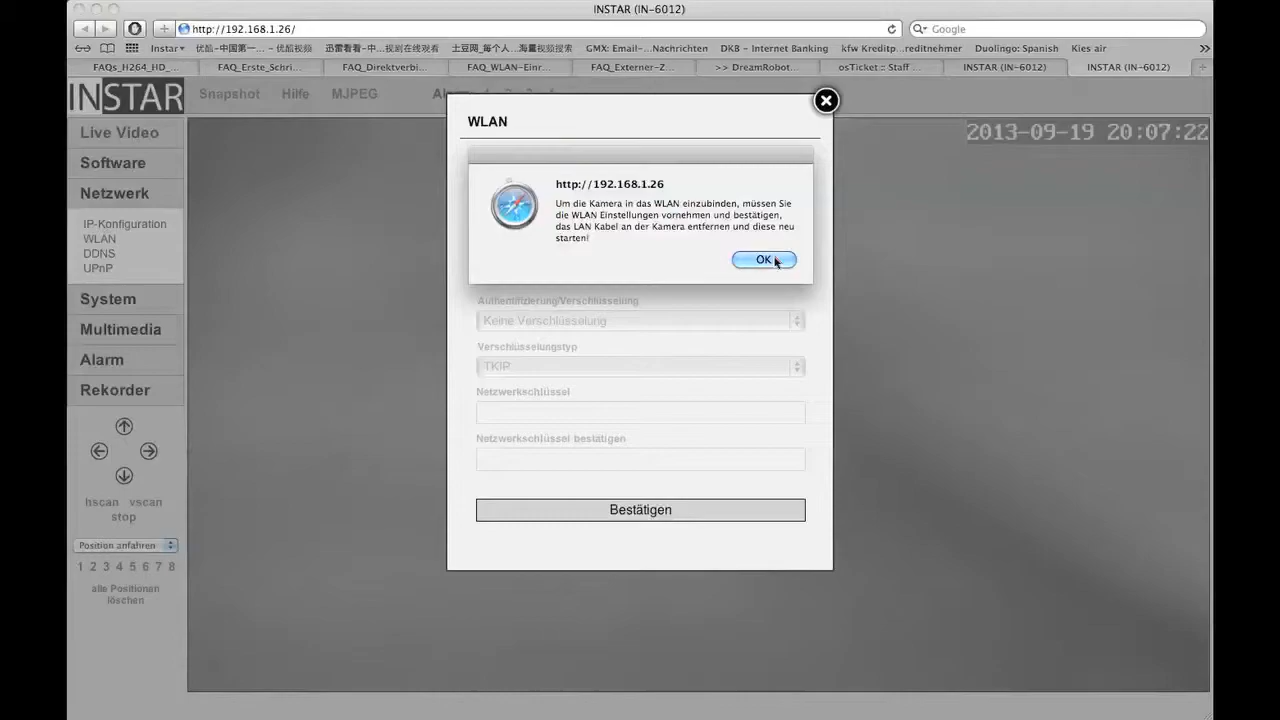 INSTAR (IN-6012)
http://192.168.1.26/
Google
Instar
GMX: Email-...Nachrichten
DKB - Internet Banking
kfw Kreditp...reditnehmer
Duolingo: Spanish
Kies air
FAQs_H264_HD_...
FAQ_Erste_Schri...
FAQ_Direktverbi...
FAQ_WLAN-Einr...
FAQ_Externer-Z...
>> DreamRobot...
osTicket :: Staff ...
INSTAR (IN-6012)
INSTAR (IN-6012)
INSTAR
Snapshot
Hilfe
MJPEG
2013-09-19 20:07:22
Live Video
Software
Netzwerk
IP-Konfiguration
WLAN
DDNS
UPnP
System
Multimedia
Alarm
Rekorder
hscan vscan
stop
Position anfahren
1 2 3 4 5 6 7 8
alle Positionen
löschen
WLAN
http://192.168.1.26
Um die Kamera in das WLAN einzubinden, müssen Sie
die WLAN Einstellungen vornehmen und bestätigen,
das LAN Kabel an der Kamera entfernen und diese neu
starten!
OK
Authentifizierung/Verschlüsselung
Keine Verschlüsselung
Verschlüsselungstyp
TKIP
Netzwerkschlüssel
Netzwerkschlüssel bestätigen
Bestätigen